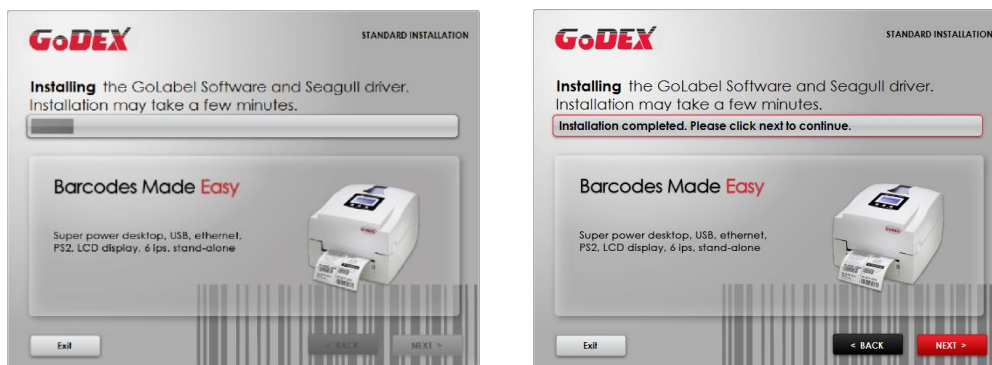 GoDEX
STANDARD INSTALLATION
Installing the GoLabel Software and Seagull driver.
Installation may take a few minutes.
Barcodes Made Easy
Super power desktop, USB, ethernet,
PS2, LCD display, 6 ips, stand-alone
GODEX
Exit
< BACK
NEXT >
GoDEX
STANDARD INSTALLATION
Installing the GoLabel Software and Seagull driver.
Installation may take a few minutes.
Installation completed. Please click next to continue.
Barcodes Made Easy
Super power desktop, USB, ethernet,
PS2, LCD display, 6 ips, stand-alone
GODEX
Exit
< BACK
NEXT >